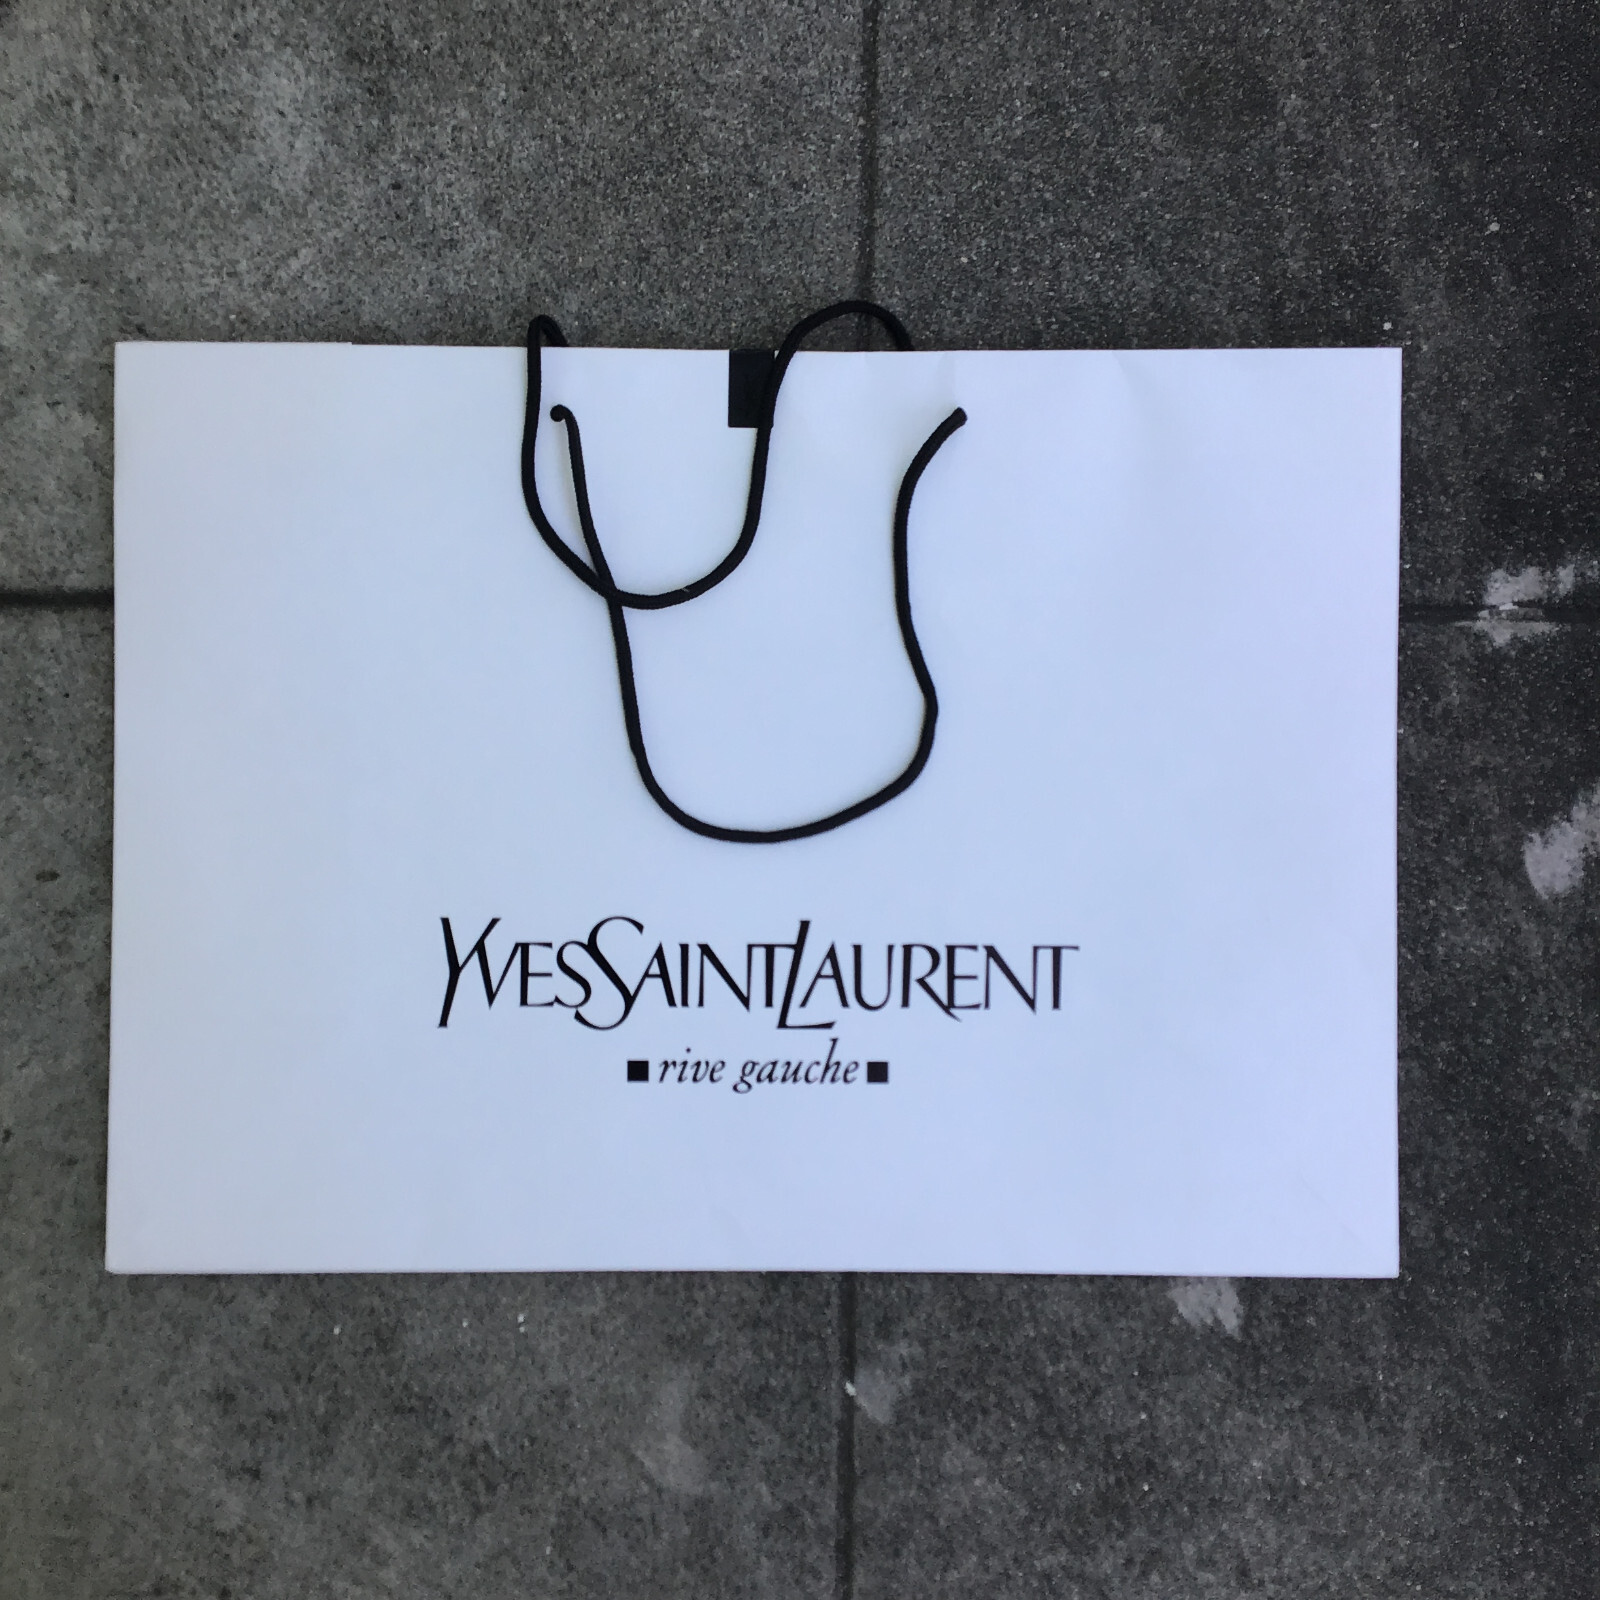 YVESSAINTLAURENT
■ rive gauche ■